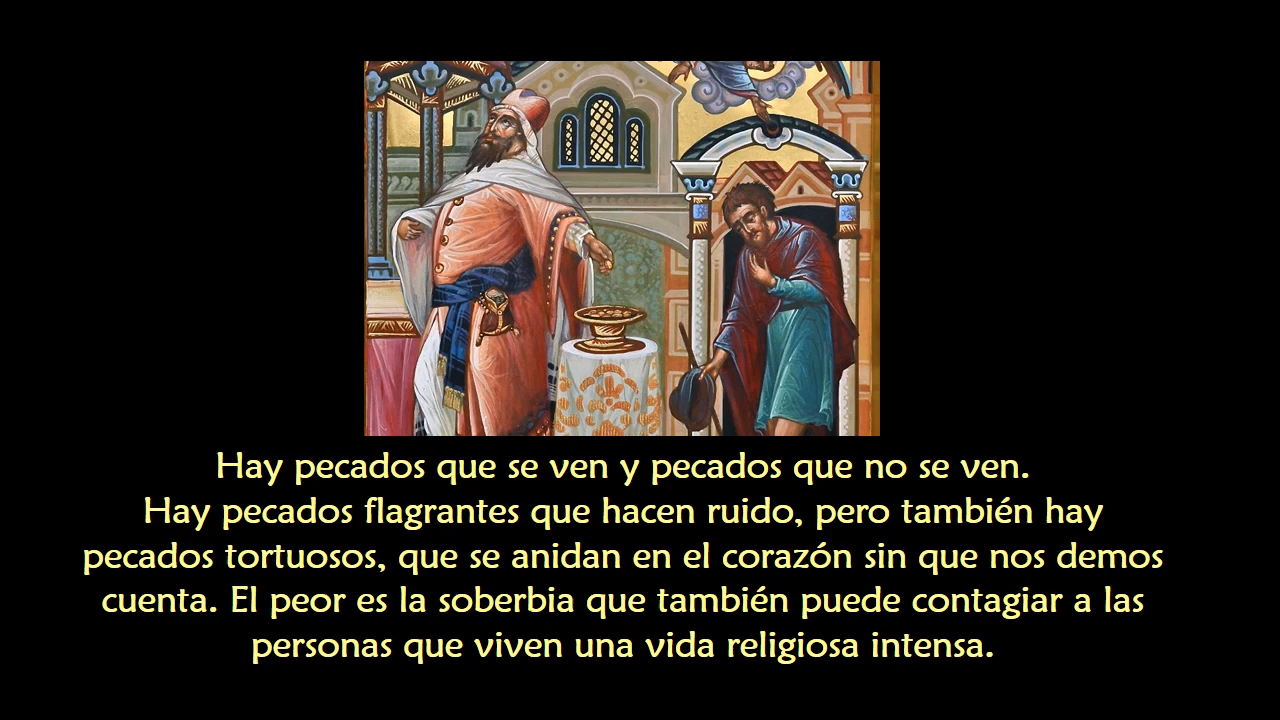 Hay pecados que se ven y pecados que no se ven.
Hay pecados flagrantes que hacen ruido, pero también hay
pecados tortuosos, que se anidan en el corazón sin que nos demos
cuenta. El peor es la soberbia que también puede contagiar a las
personas que viven una vida religiosa intensa.